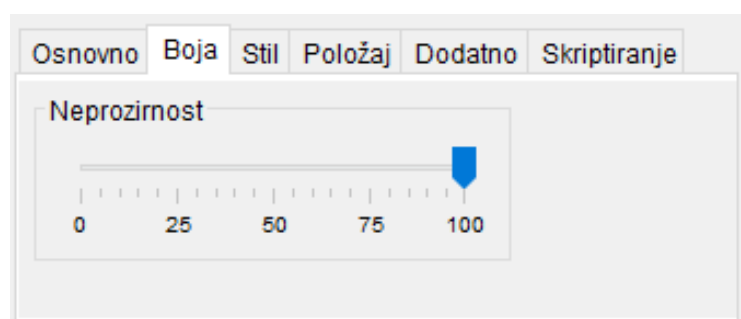 Osnovno Boja Stil Položaj Dodatno Skriptiranje
Neprozirnost
0 25 50 75 100